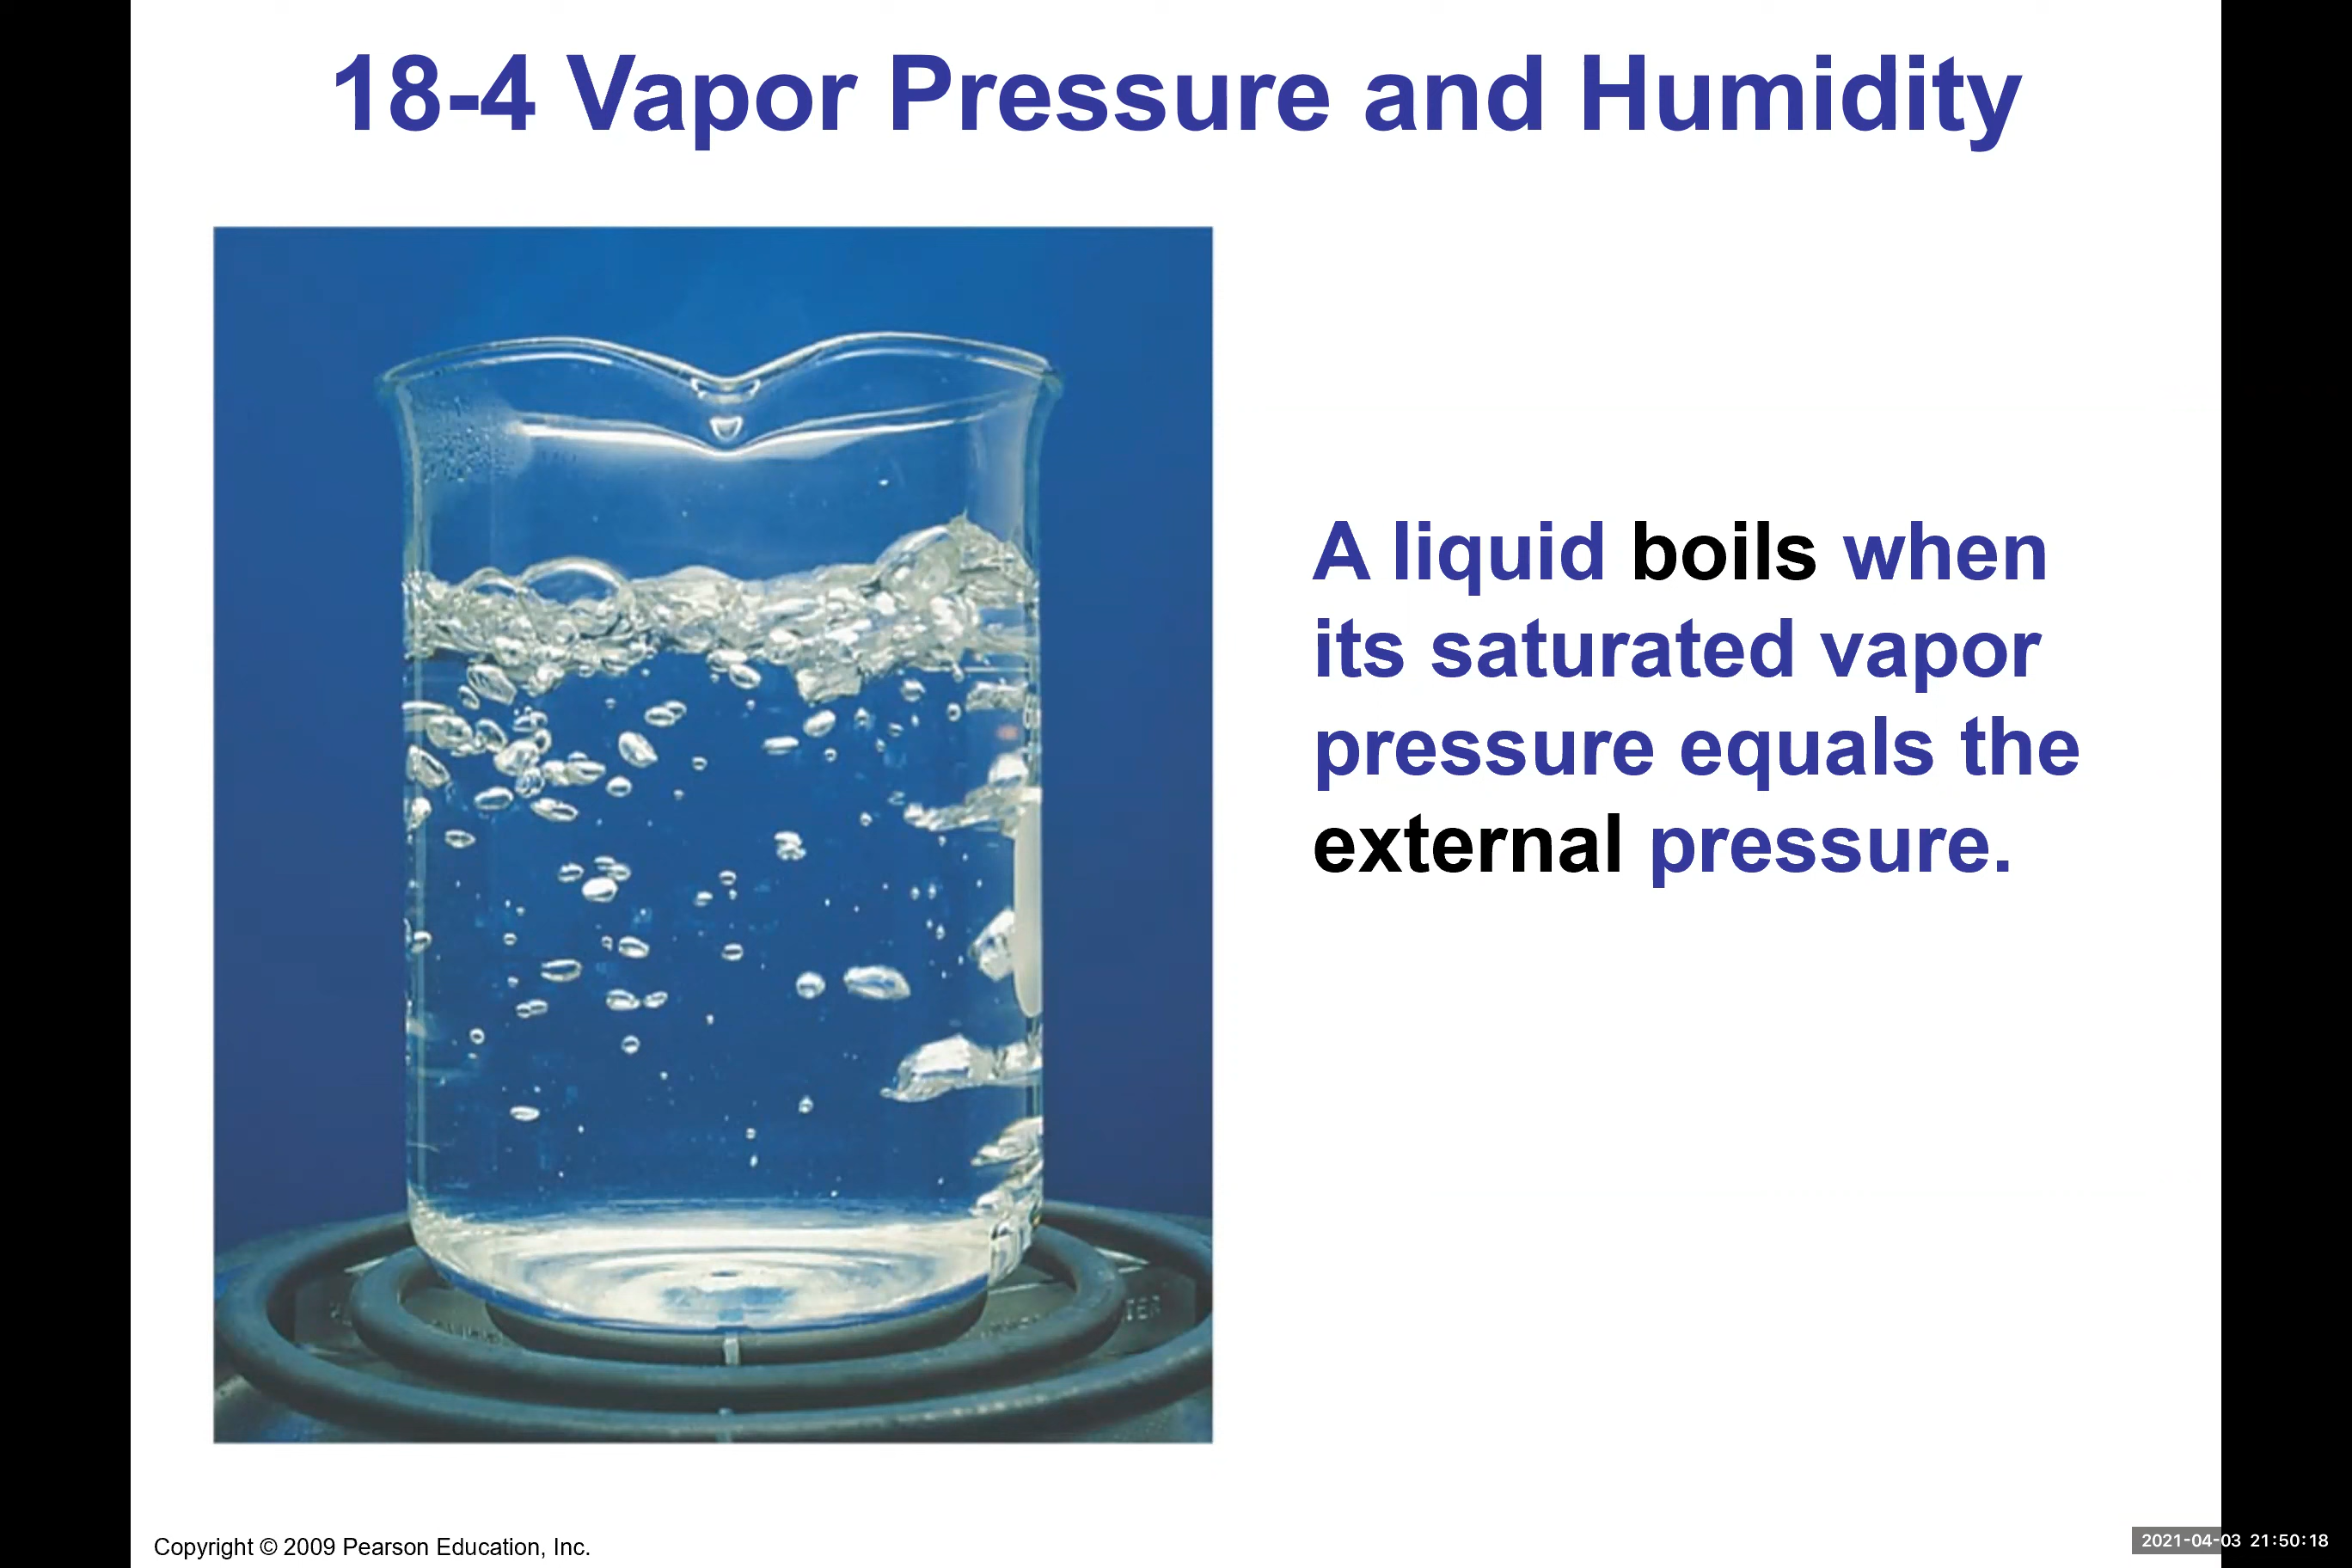 18-4 Vapor Pressure and Humidity
A liquid boils when
its saturated vapor
pressure equals the
external pressure.
Copyright © 2009 Pearson Education, Inc.
2021-04-03 21:50:18